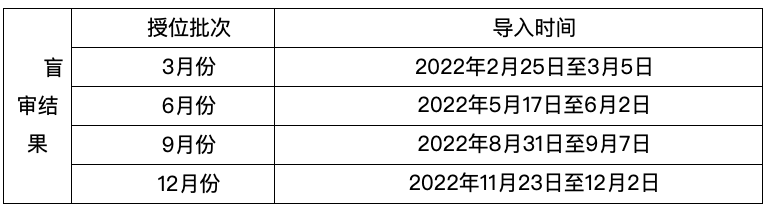 盲审结果
授位批次 导入时间
3月份 2022年2月25日至3月5日
6月份 2022年5月17日至6月2日
9月份 2022年8月31日至9月7日
12月份 2022年11月23日至12月2日